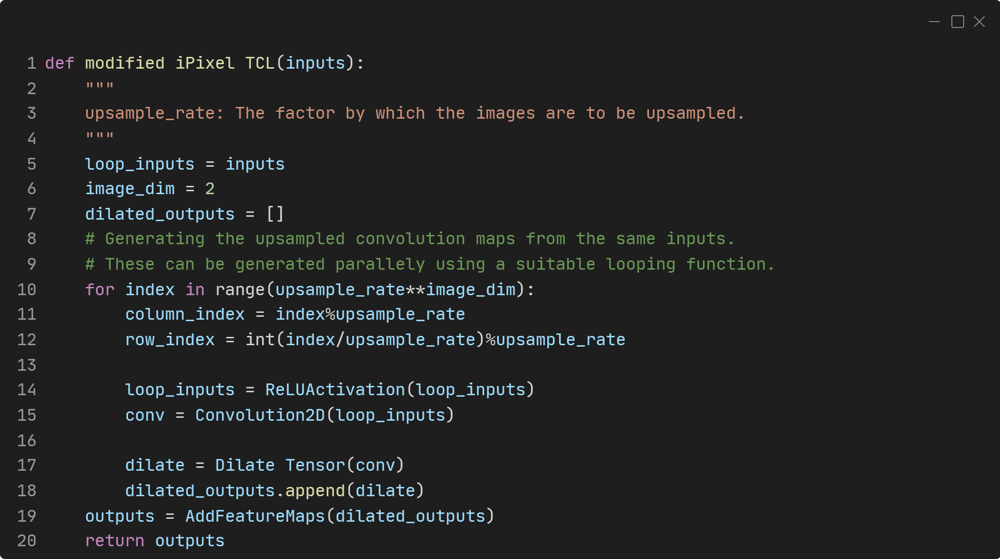 1 def modified iPixel TCL(inputs):
2     """
3     upsample_rate: The factor by which the images are to be upsampled.
4     """
5     loop_inputs = inputs
6     image_dim = 2
7     dilated_outputs = []
8     # Generating the upsampled convolution maps from the same inputs.
9     # These can be generated parallely using a suitable looping function.
10     for index in range(upsample_rate**image_dim):
11         column_index = index%upsample_rate
12         row_index = int(index/upsample_rate)%upsample_rate
13
14         loop_inputs = ReLUActivation(loop_inputs)
15         conv = Convolution2D(loop_inputs)
16
17         dilate = Dilate Tensor(conv)
18         dilated_outputs.append(dilate)
19     outputs = AddFeatureMaps(dilated_outputs)
20     return outputs